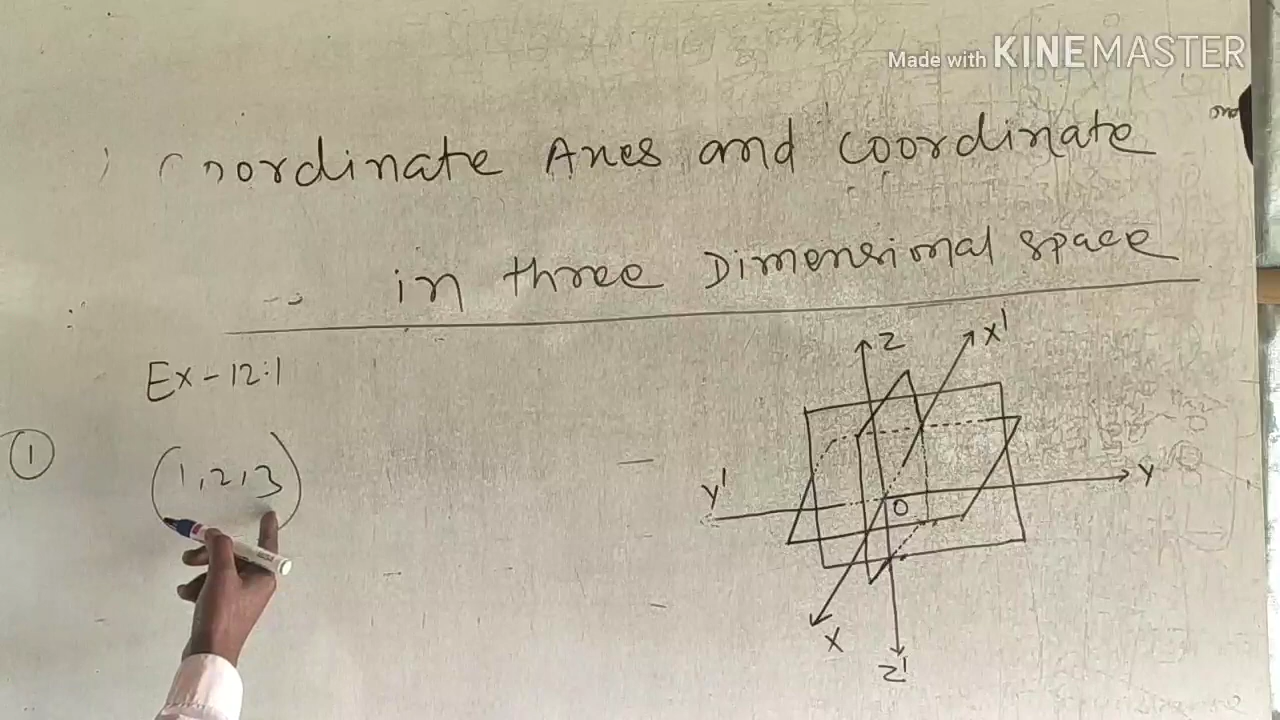 Made with KINEMASTER
Coordinate Axes and Coordinate
in three Dimensional space
Ex-12:1
①
(1,2,3)
Z
X'
Y'
O
Y
X
Z'